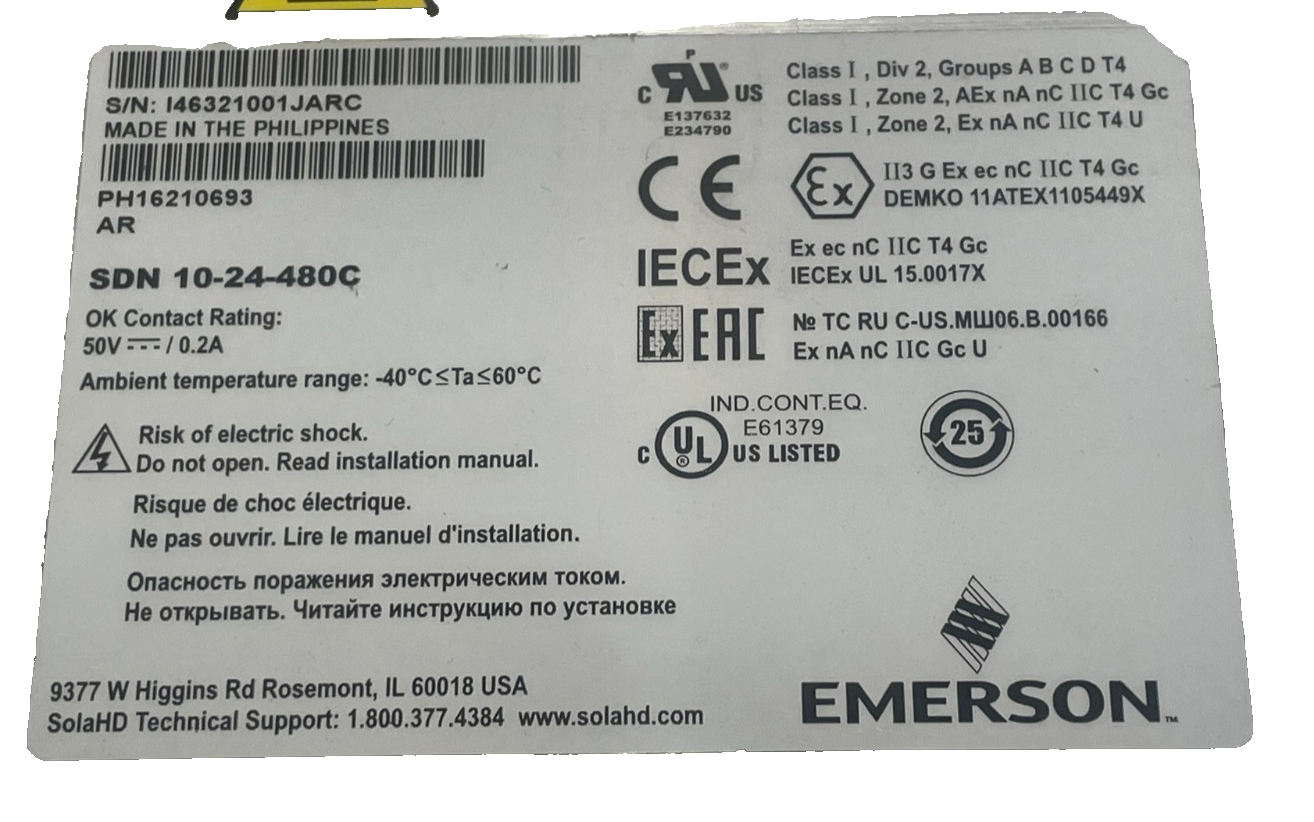 S/N: I46321001JARC
MADE IN THE PHILIPPINES
PH16210693
AR
SDN 10-24-480C
OK Contact Rating:
50V ⎓ / 0.2A
Ambient temperature range: -40°C≤Ta≤60°C
Risk of electric shock.
Do not open. Read installation manual.
Risque de choc électrique.
Ne pas ouvrir. Lire le manuel d'installation.
Опасность поражения электрическим током.
Не открывать. Читайте инструкцию по установке
9377 W Higgins Rd Rosemont, IL 60018 USA
SolaHD Technical Support: 1.800.377.4384 www.solahd.com
P
C RU ® US
E137632
E234790
Class I , Div 2, Groups A B C D T4
Class I , Zone 2, AEx nA nC IIC T4 Gc
Class I , Zone 2, Ex nA nC IIC T4 U
CE
Ex
II3 G Ex ec nC IIC T4 Gc
DEMKO 11ATEX1105449X
IECEx
Ex ec nC IIC T4 Gc
IECEx UL 15.0017X
Ex EAC
№ TC RU C-US.МШ06.B.00166
Ex nA nC IIC Gc U
IND.CONT.EQ.
E61379
C UL ® US LISTED
25
EMERSON™